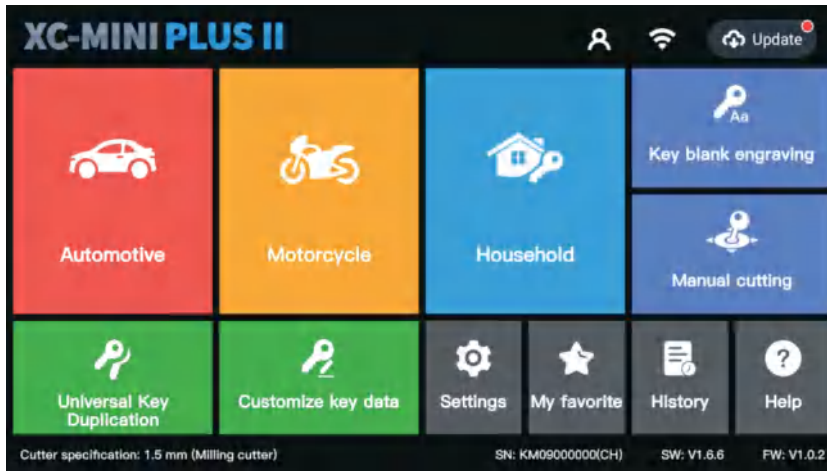 XC-MINI PLUS II
Update
Aa
Key blank engraving
Automotive
Motorcycle
Household
Manual cutting
Universal Key
Duplication
Customize key data
Settings
My favorite
History
Help
Cutter specification: 1.5 mm (Milling cutter)
SN: KM09000000(CH)
SW: V1.6.6
FW: V1.0.2